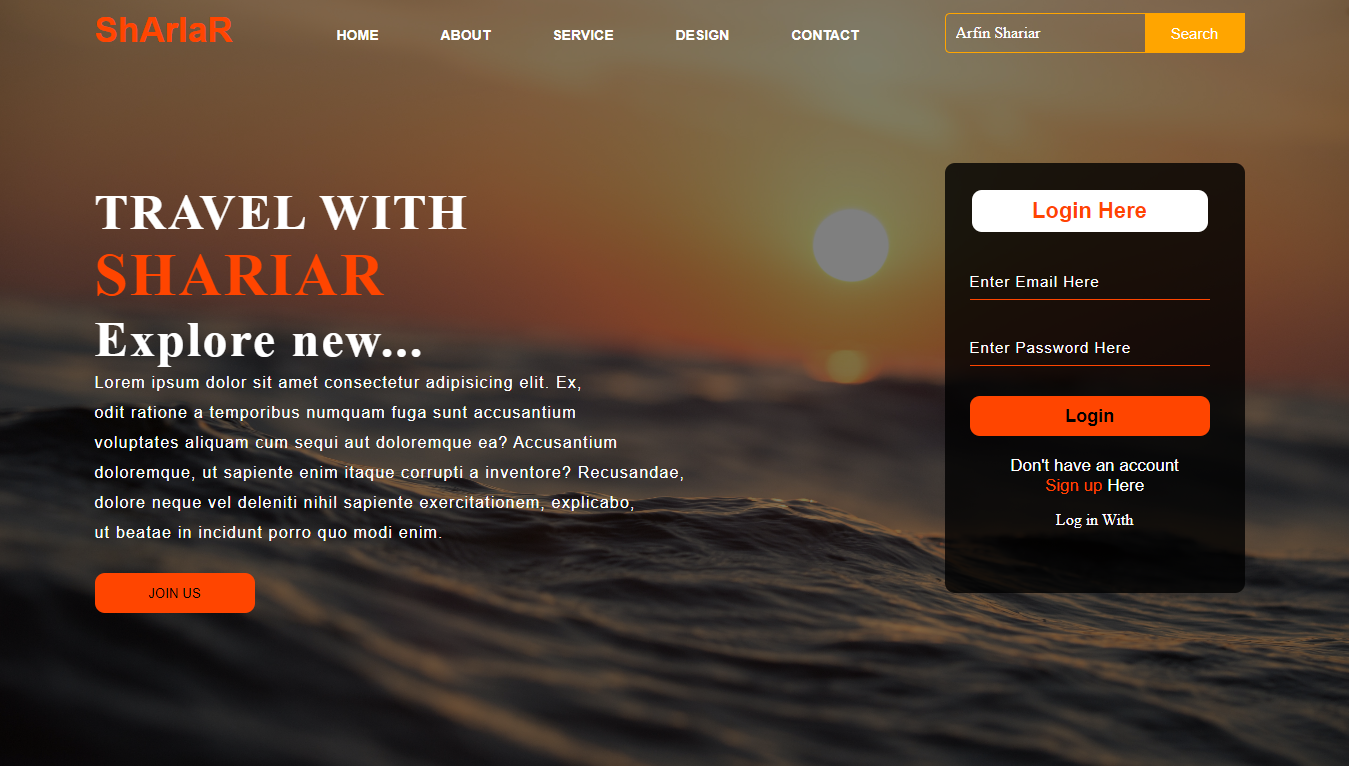 ShArIaR
HOME ABOUT SERVICE DESIGN CONTACT
Arfin Shariar Search
TRAVEL WITH
SHARIAR
Explore new...
Lorem ipsum dolor sit amet consectetur adipisicing elit. Ex,
odit ratione a temporibus numquam fuga sunt accusantium
voluptates aliquam cum sequi aut doloremque ea? Accusantium
doloremque, ut sapiente enim itaque corrupti a inventore? Recusandae,
dolore neque vel deleniti nihil sapiente exercitationem, explicabo,
ut beatae in incidunt porro quo modi enim.
JOIN US
Login Here
Enter Email Here
Enter Password Here
Login
Don't have an account
Sign up Here
Log in With